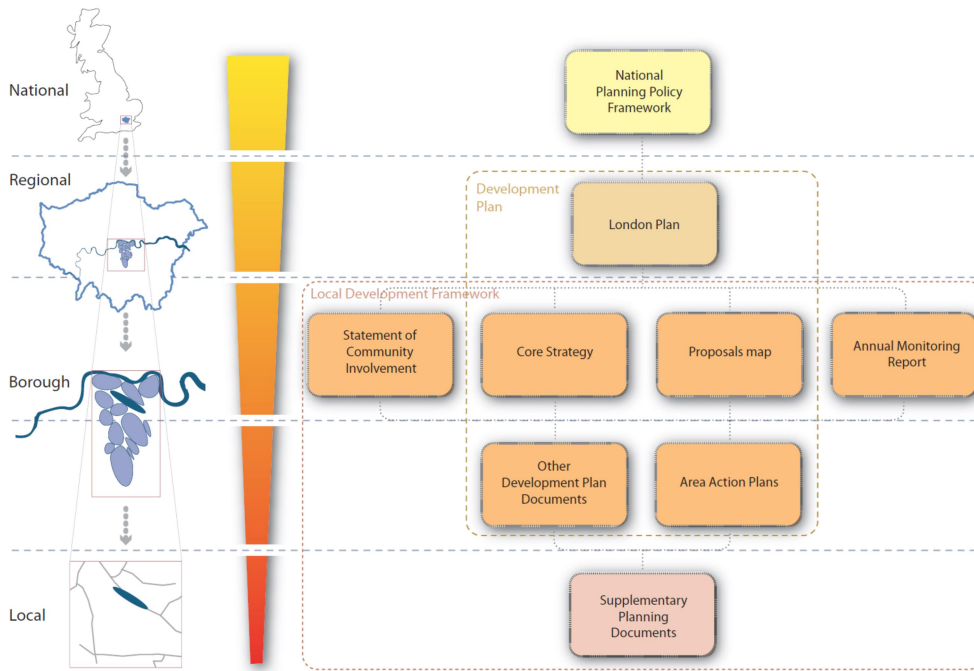 National
National
Planning Policy
Framework
Regional
Development
Plan
London Plan
Local Development Framework
Statement of
Community
Involvement
Core Strategy
Proposals map
Annual Monitoring
Report
Borough
Other
Development Plan
Documents
Area Action Plans
Local
Supplementary
Planning
Documents